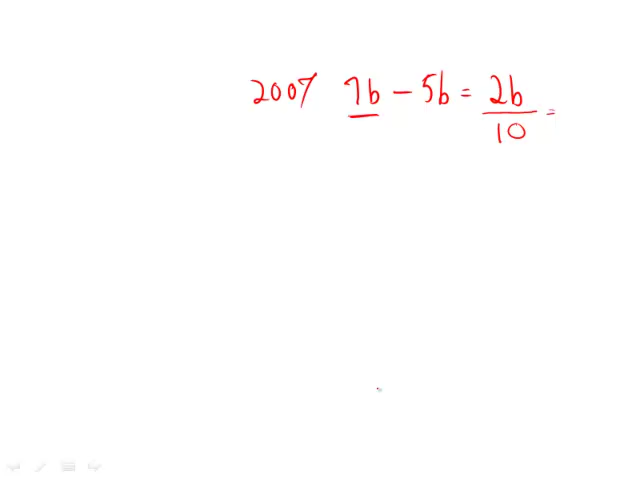 2007 7b - 5b = 2b
10 =